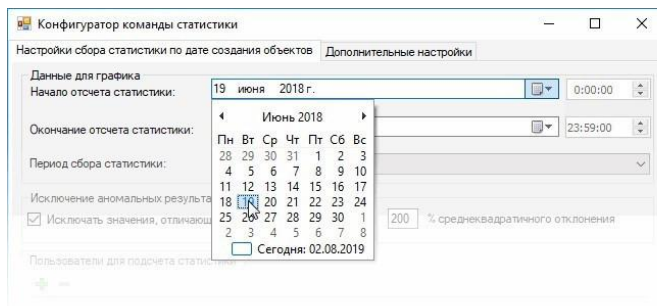 Конфигуратор команды статистики
Настройки сбора статистики по дате создания объектов Дополнительные настройки
Данные для графика
Начало отсчета статистики: 19 июня 2018 г. 0:00:00
Окончание отсчета статистики: 23:59:00
Период сбора статистики:
Июнь 2018
Пн Вт Ср Чт Пт Сб Вс
28 29 30 31 1 2 3
4 5 6 7 8 9 10
11 12 13 14 15 16 17
18 19 20 21 22 23 24
25 26 27 28 29 30 1
2 3 4 5 6 7 8
Сегодня: 02.08.2019
Исключение аномальных результа
Исключать значения, отличающ 200 % среднеквадратичного отклонения
Пользователи для подсчета статистики